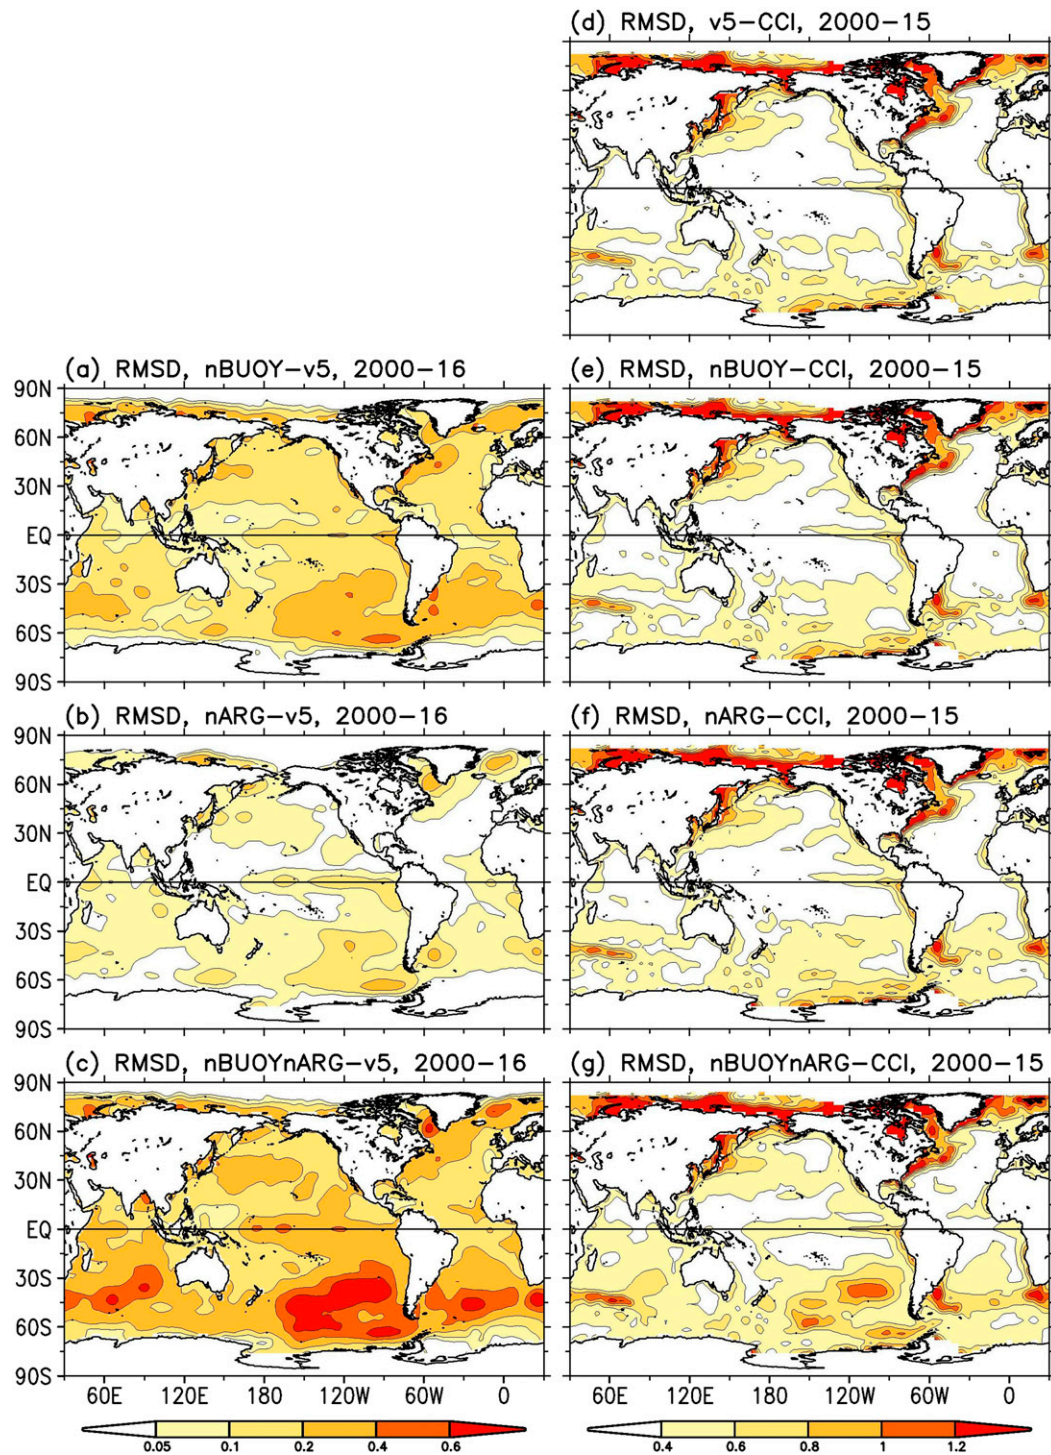 (d) RMSD, v5-CCI, 2000-15
(a) RMSD, nBUOY-v5, 2000-16
(e) RMSD, nBUOY-CCI, 2000-15
90N
60N
30N
EQ
30S
60S
90S
(b) RMSD, nARG-v5, 2000-16
(f) RMSD, nARG-CCI, 2000-15
90N
60N
30N
EQ
30S
60S
90S
(c) RMSD, nBUOYnARG-v5, 2000-16
(g) RMSD, nBUOYnARG-CCI, 2000-15
90N
60N
30N
EQ
30S
60S
90S
60E 120E 180 120W 60W 0
60E 120E 180 120W 60W 0
0.05 0.1 0.2 0.4 0.6
0.4 0.6 0.8 1 1.2